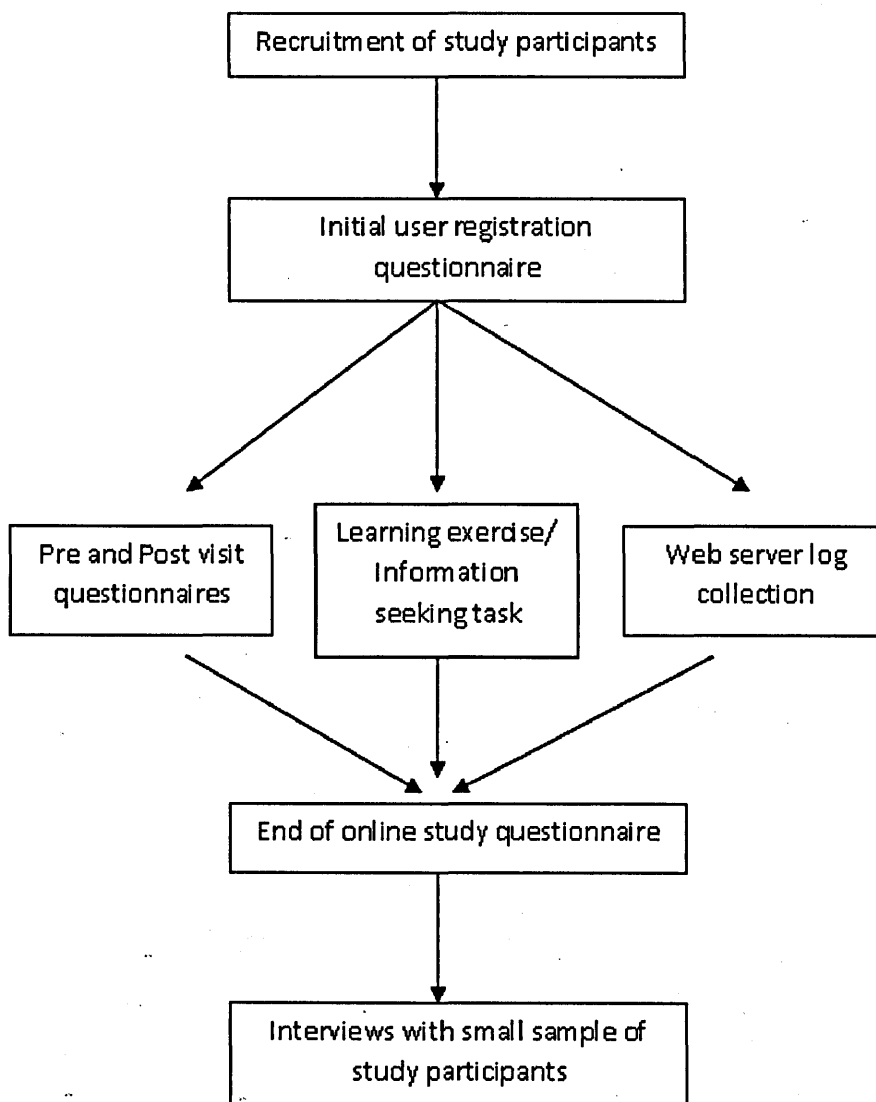 Recruitment of study participants
Initial user registration
questionnaire
Pre and Post visit
questionnaires
Learning exercise/
Information
seeking task
Web server log
collection
End of online study questionnaire
Interviews with small sample of
study participants